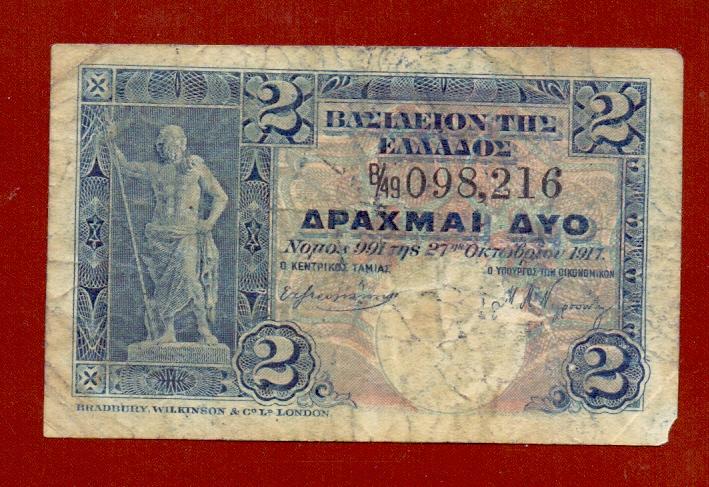 2 2
ΒΑΣΙΛΕΙΟΝ ΤΗΣ
ΕΛΛΑΔΟΣ
Β/49 098,216
ΔΡΑΧΜΑΙ ΔΥΟ
Νομος 991 της 27ης Οκτωβρίου 1917.
Ο ΚΕΝΤΡΙΚΟΣ ΤΑΜΙΑΣ Ο ΥΠΟΥΡΓΟΣ ΤΩΝ ΟΙΚΟΝΟΜΙΚΩΝ
2 2
BRADBURY, WILKINSON & Cº Lᴰ LONDON.